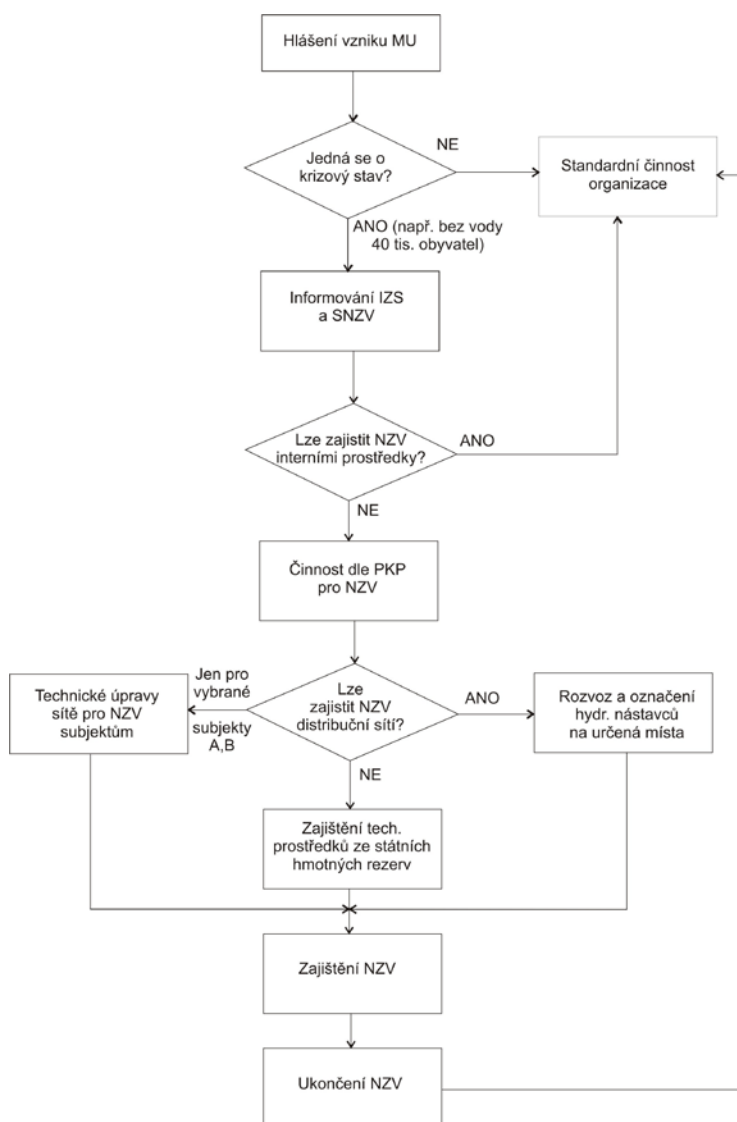 Hlášení vzniku MU
Jedná se o
krizový stav?
NE
Standardní činnost
organizace
ANO (např. bez vody
40 tis. obyvatel)
Informování IZS
a SNZV
Lze zajistit NZV
interními prostředky?
ANO
NE
Činnost dle PKP
pro NZV
Technické úpravy
sítě pro NZV
subjektům
Jen pro
vybrané
subjekty
A,B
Lze
zajistit NZV
distribuční sítí?
ANO
Rozvoz a označení
hydr. nástavců
na určená místa
NE
Zajištění tech.
prostředků ze státních
hmotných rezerv
Zajištění NZV
Ukončení NZV